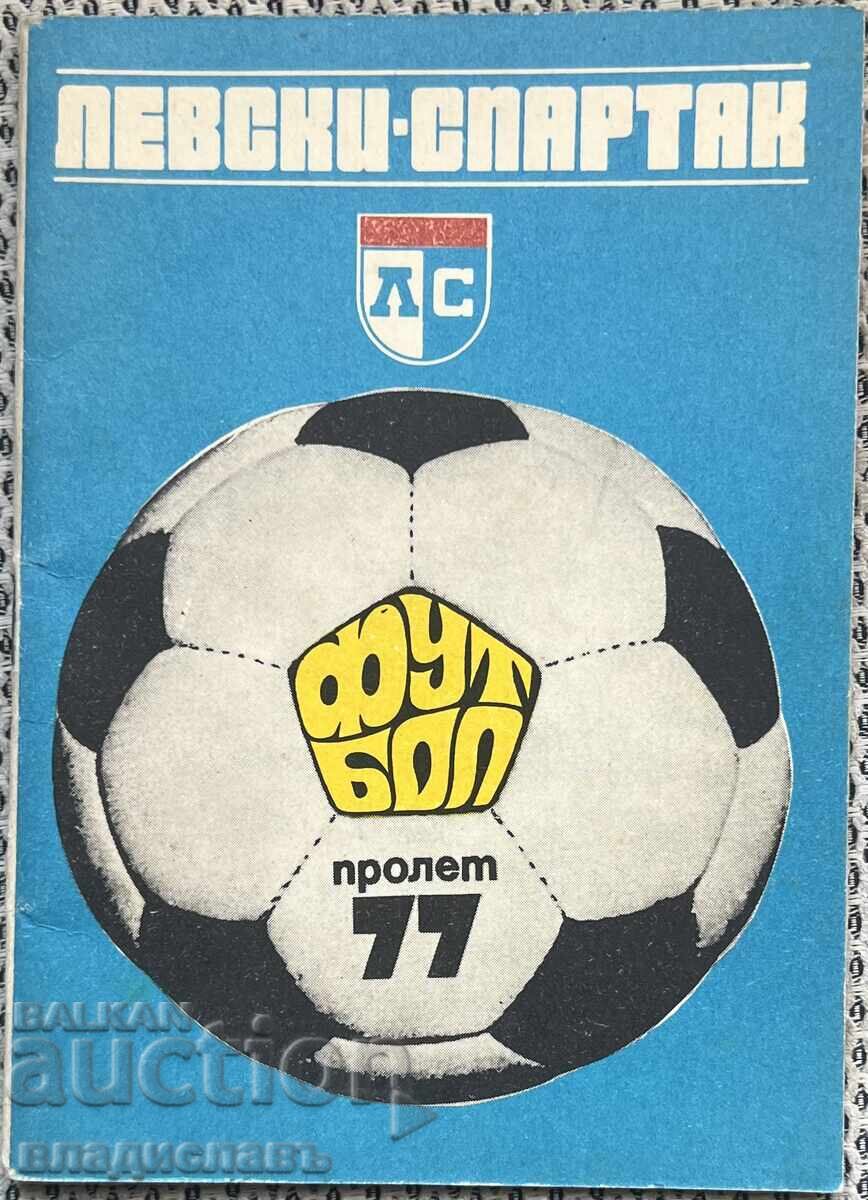 ЛЕВСКИ·СПАРТАК
ЛС
ФУТ
БОЛ
пролет
77
BALKAN
auction
владиславъ